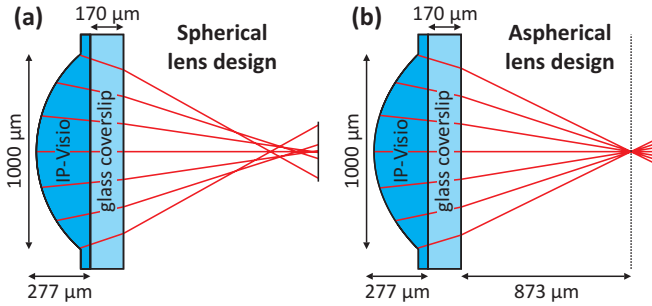 (a)
170 µm
Spherical
lens design
1000 µm
IP-Visio
glass coverslip
277 µm
(b)
170 µm
Aspherical
lens design
1000 µm
IP-Visio
glass coverslip
277 µm
873 µm